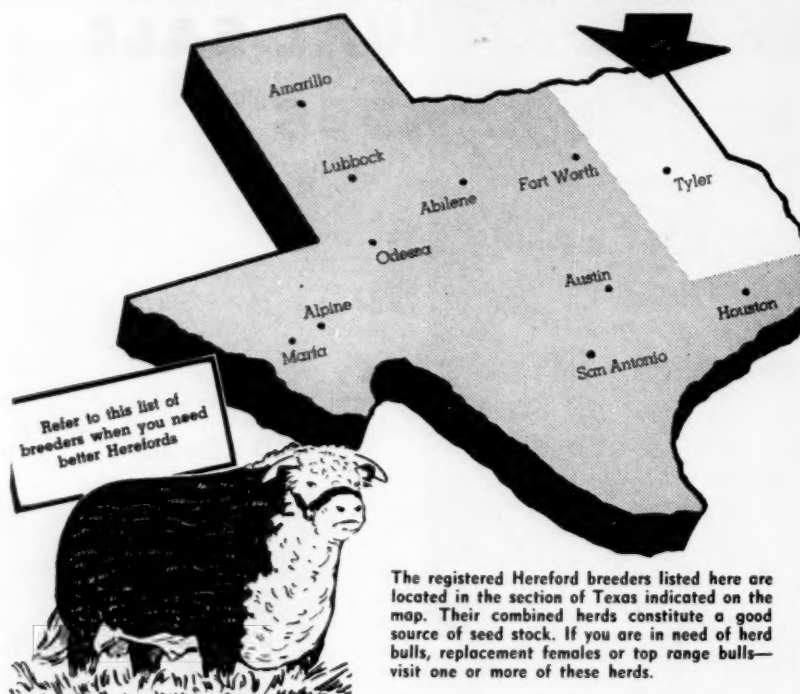 Amarillo
Lubbock
Abilene
Fort Worth
Tyler
Odessa
Austin
Houston
Alpine
Marfa
San Antonio
Refer to this list of
breeders when you need
better Herefords
The registered Hereford breeders listed here are
located in the section of Texas indicated on the
map. Their combined herds constitute a good
source of seed stock. If you are in need of herd
bulls, replacement females or top range bulls—
visit one or more of these herds.